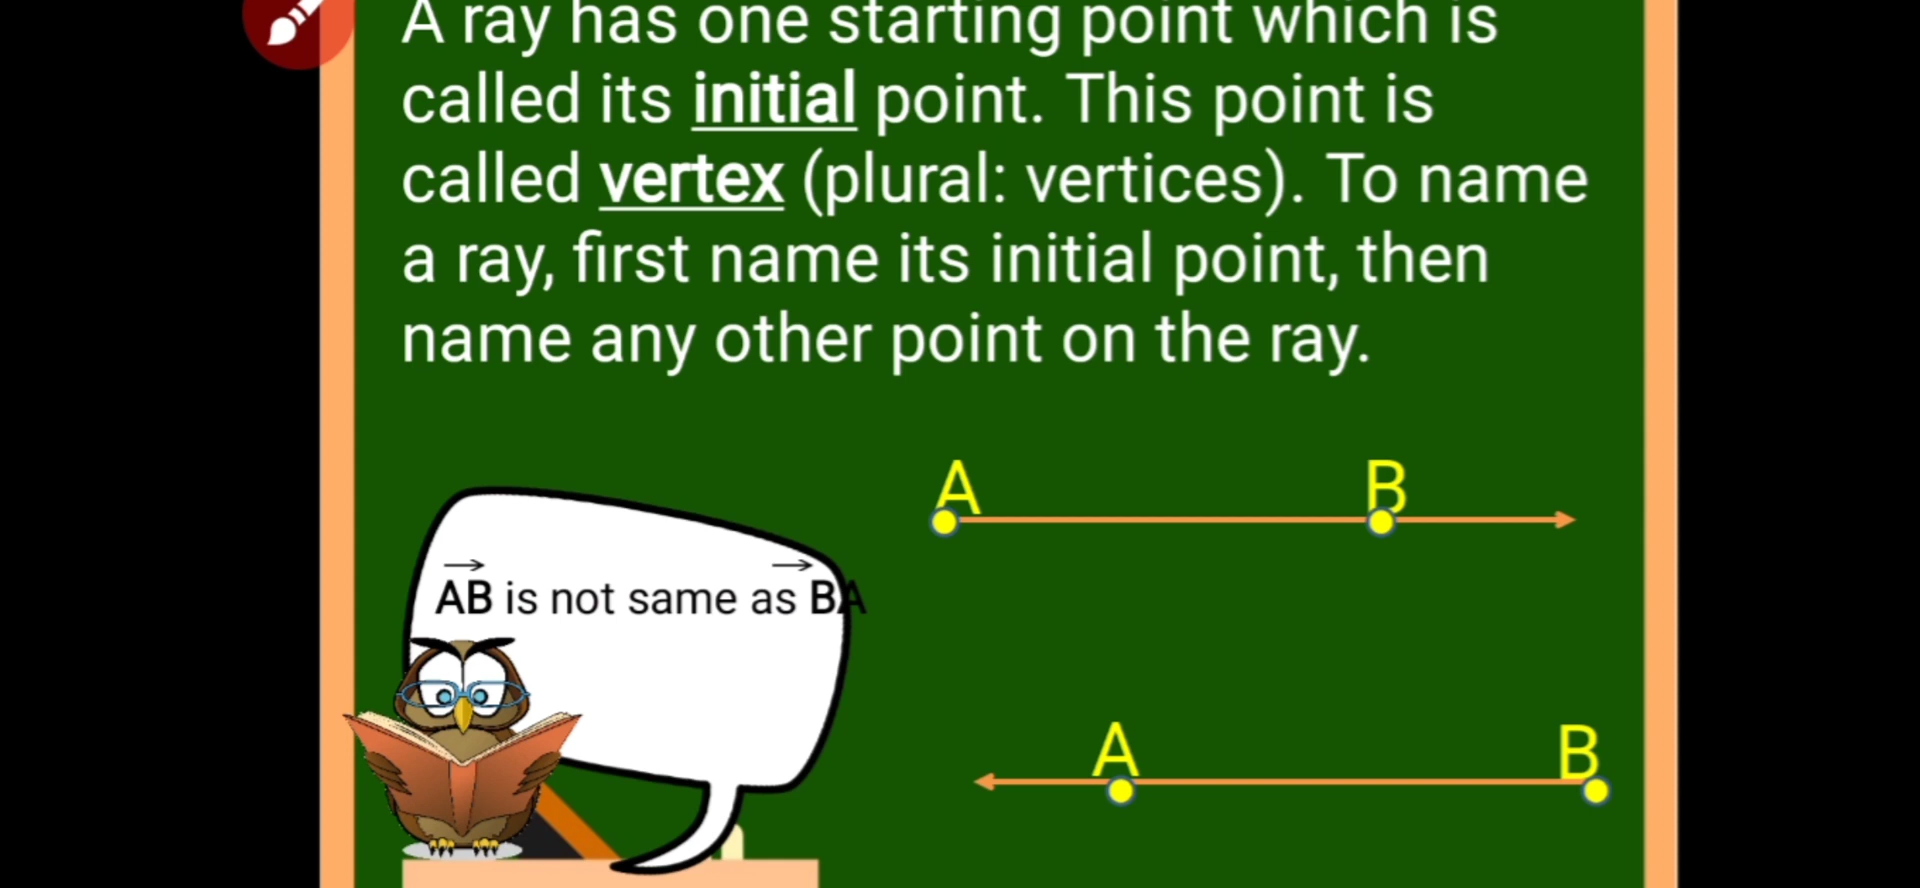 A ray has one starting point which is
called its initial point. This point is
called vertex (plural: vertices). To name
a ray, first name its initial point, then
name any other point on the ray.
A B
AB is not same as BA
A B